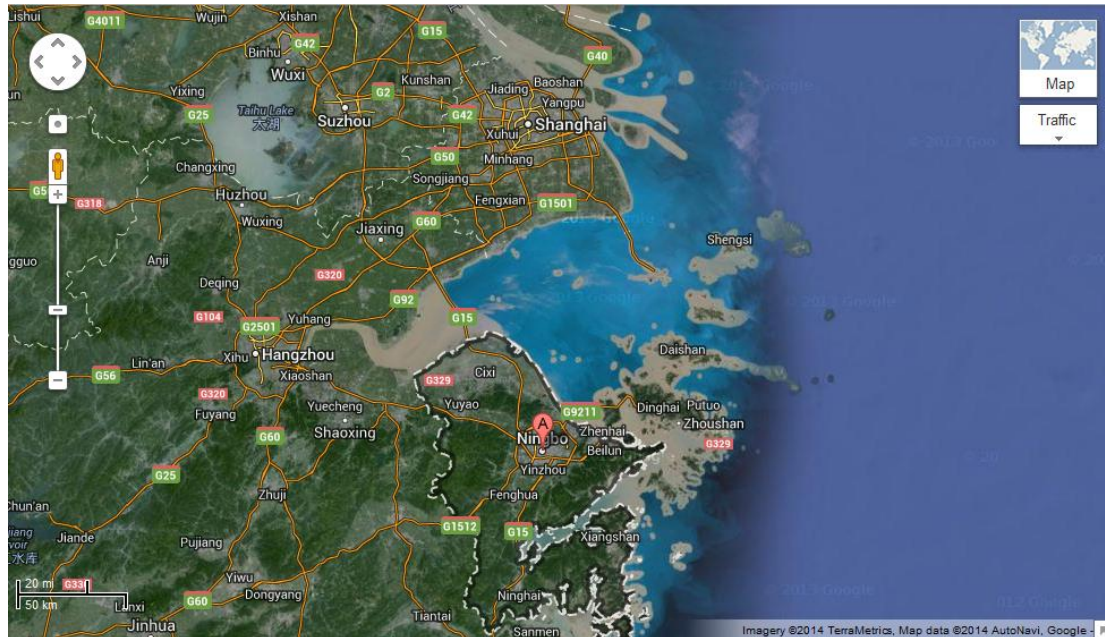 Lishui
G4011
Wujin
Xishan
G42
G15
G40
Binhu
Wuxi
Kunshan
Baoshan
Map
Yixing
G2
Jiading
Yangpu
Taihu Lake
太湖
G25
Suzhou
G42
Shanghai
Traffic
Xuhui
Changxing
G50
Minhang
Songjiang
G318
Huzhou
Fengxian
G1501
Wuxing
Jiaxing
G60
Shengsi
Anji
G320
Deqing
G92
G104
Yuhang
G15
G2501
Xihu
Hangzhou
Daishan
Lin'an
G56
Xiaoshan
G329
Cixi
G320
Yuecheng
Yuyao
G9211
Dinghai
Putuo
Fuyang
Shaoxing
A
Zhoushan
G60
Ningbo
Zhenhai
G329
Beilun
G25
Yinzhou
Zhuji
Fenghua
Chun'an
G1512
G15
Jiande
Xiangshan
水库
Pujiang
20 mi
Yiwu
50 km
G60
Dongyang
Ninghai
Lanxi
Tiantai
Jinhua
Sanmen
Imagery ©2014 TerraMetrics, Map data ©2014 AutoNavi, Google -